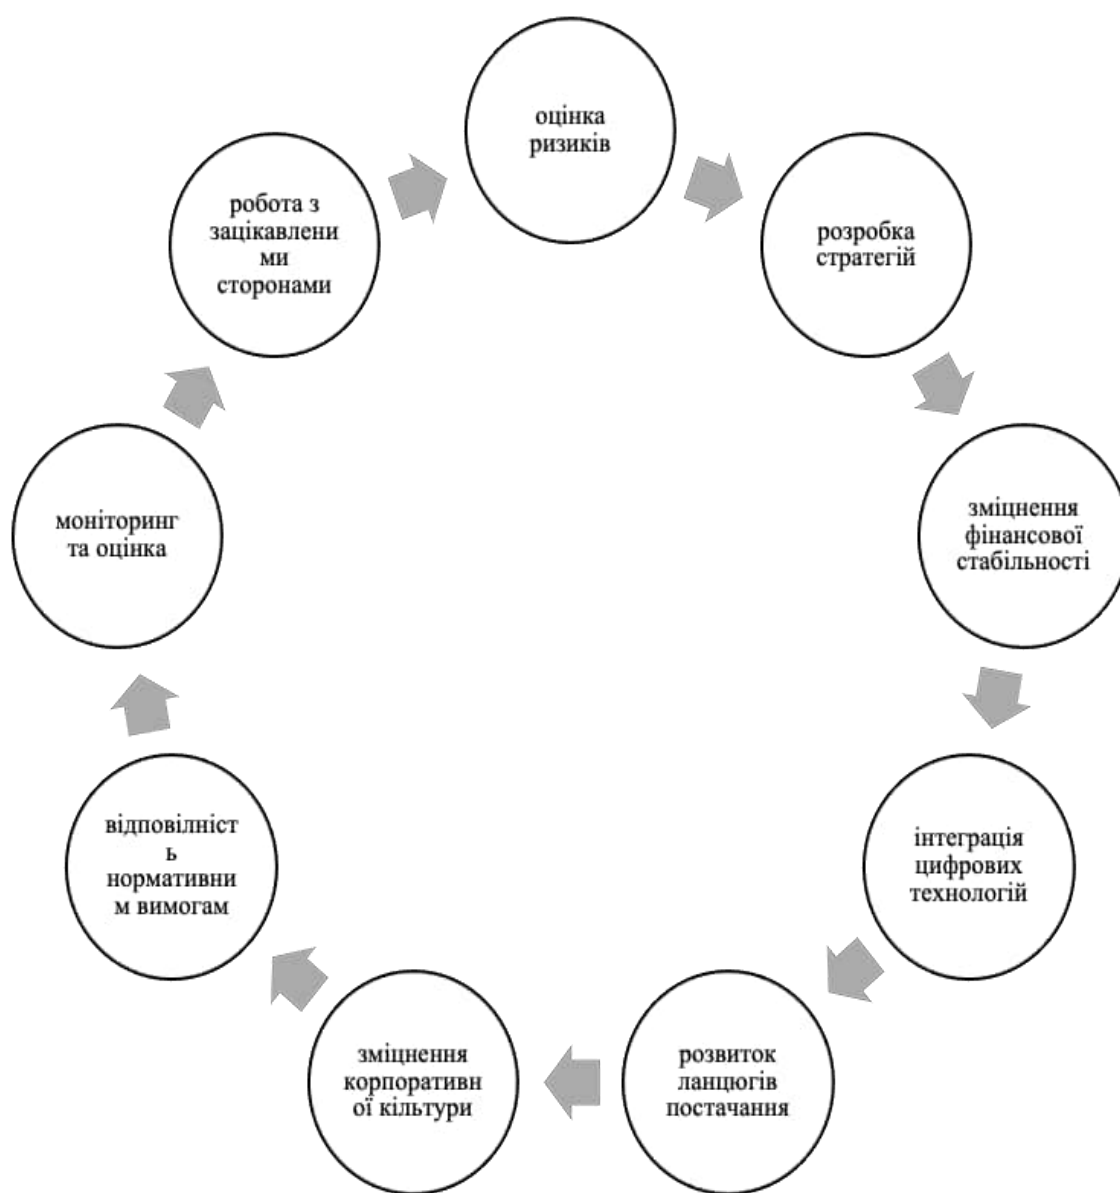 оцінка
ризиків
розробка
стратегій
зміцнення
фінансової
стабільності
інтеграція
цифрових
технологій
розвиток
ланцюгів
постачання
зміцнення
корпоративн
ої кільтури
відповілніст
ь
нормативни
м вимогам
моніторинг
та оцінка
робота з
зацікавлени
ми
сторонами